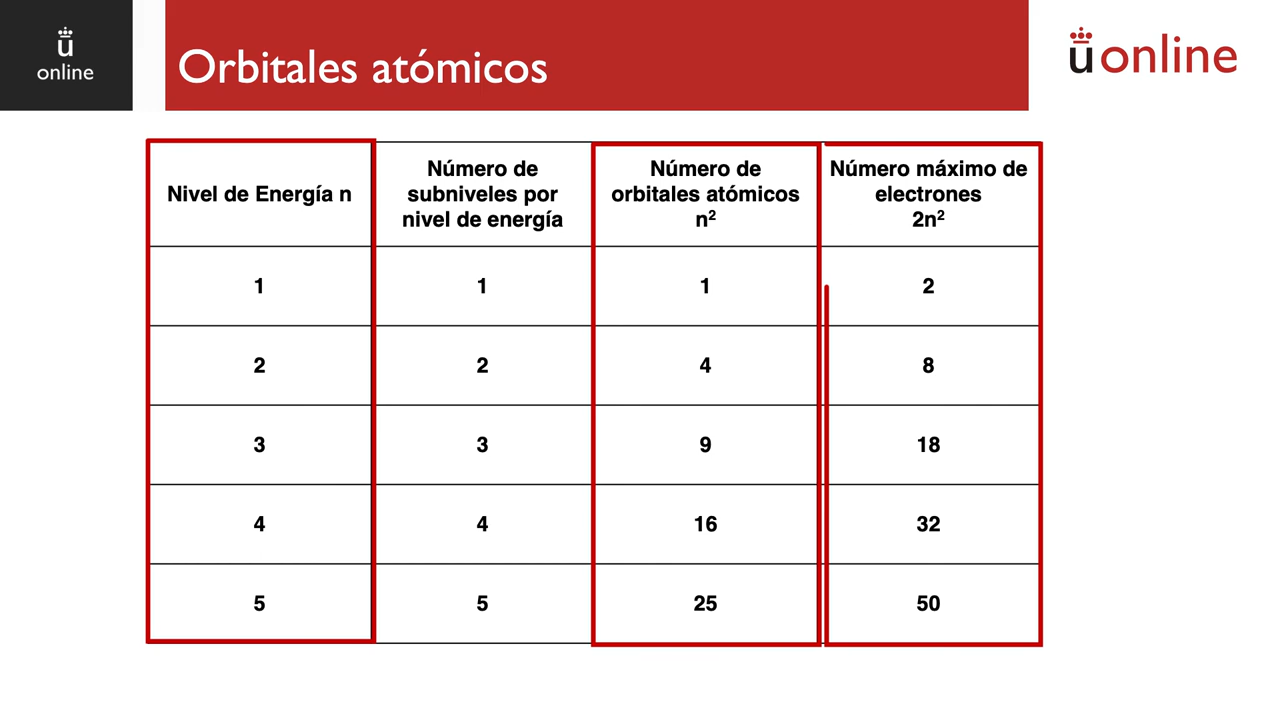 u
online
Orbitales atómicos
uonline
Nivel de Energía n
Número de
subniveles por
nivel de energía
Número de
orbitales atómicos
n²
Número máximo de
electrones
2n²
1 1 1 2
2 2 4 8
3 3 9 18
4 4 16 32
5 5 25 50